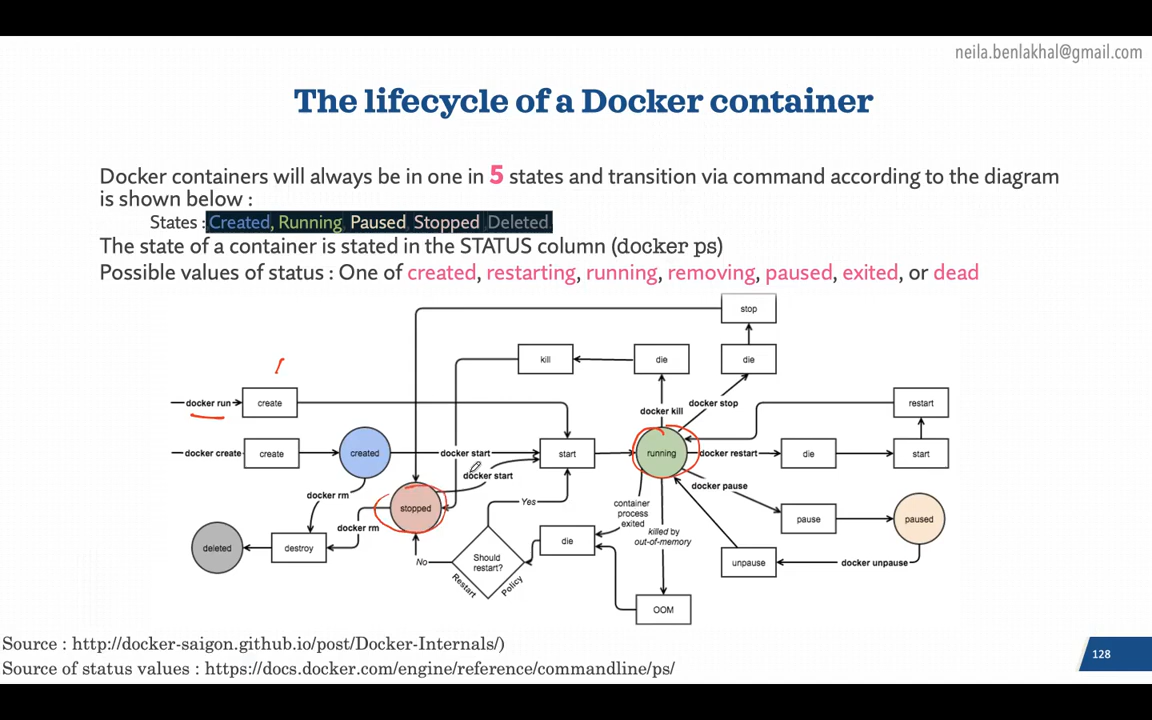 neila.benlakhal@gmail.com
The lifecycle of a Docker container
Docker containers will always be in one in 5 states and transition via command according to the diagram
is shown below :
States : Created, Running, Paused, Stopped Deleted.
The state of a container is stated in the STATUS column (docker ps)
Possible values of status : One of created, restarting, running, removing, paused, exited, or dead
stop
kill
die
die
docker kill
docker stop
docker run
create
restart
docker create
create
created
docker start
start
running
docker restart
die
start
docker start
docker rm
stopped
docker rm
Yes
container
process
exited
docker pause
killed by
out-of-memory
pause
paused
deleted
destroy
No
Should
restart?
Restart
Policy
die
unpause
docker unpause
OOM
Source : http://docker-saigon.github.io/post/Docker-Internals/)
Source of status values : https://docs.docker.com/engine/reference/commandline/ps/
128